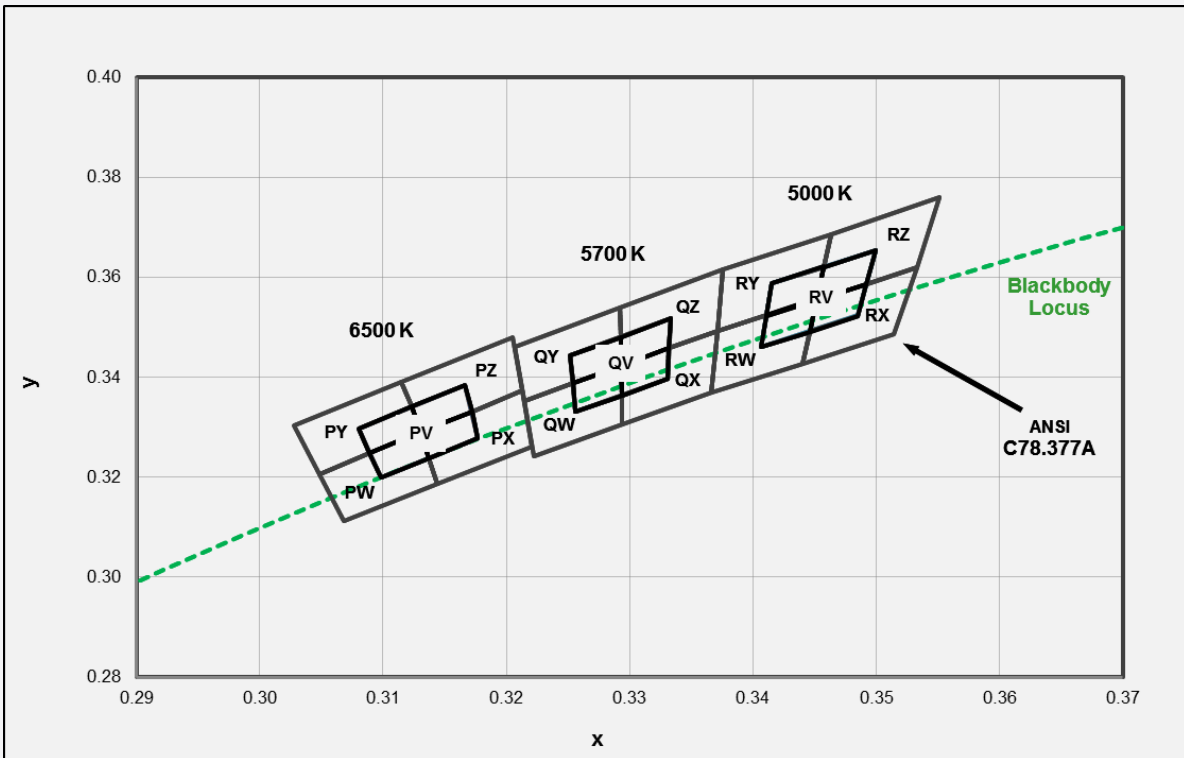 0.40
0.38
0.36
0.34
0.32
0.30
0.28
y
0.29
0.30
0.31
0.32
0.33
0.34
0.35
0.36
0.37
x
6500 K
5700 K
5000 K
PY
PZ
PV
PX
PW
QY
QZ
QV
QX
QW
RY
RZ
RV
RX
RW
Blackbody
Locus
ANSI
C78.377A